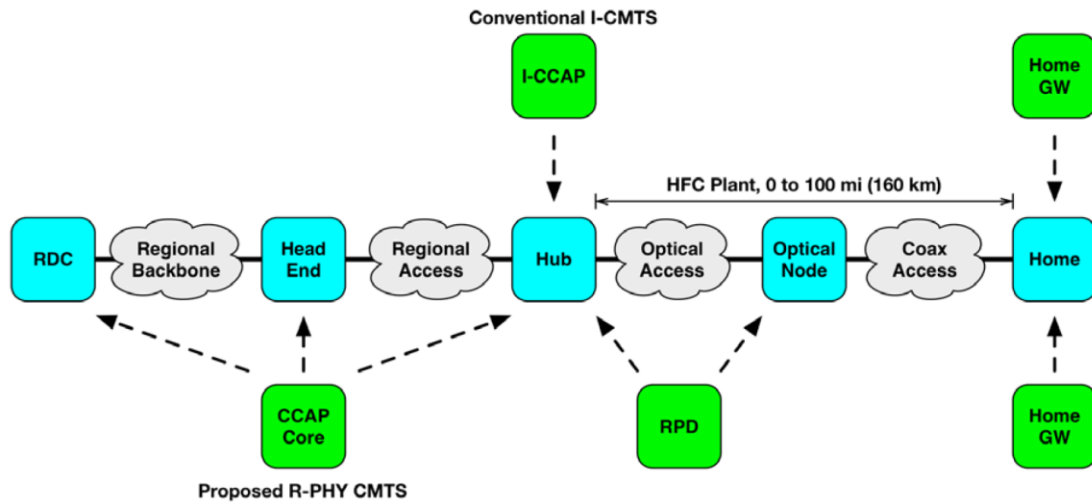 Conventional I-CMTS
I-CCAP
Home
GW
HFC Plant, 0 to 100 mi (160 km)
RDC
Regional
Backbone
Head
End
Regional
Access
Hub
Optical
Access
Optical
Node
Coax
Access
Home
CCAP
Core
RPD
Home
GW
Proposed R-PHY CMTS